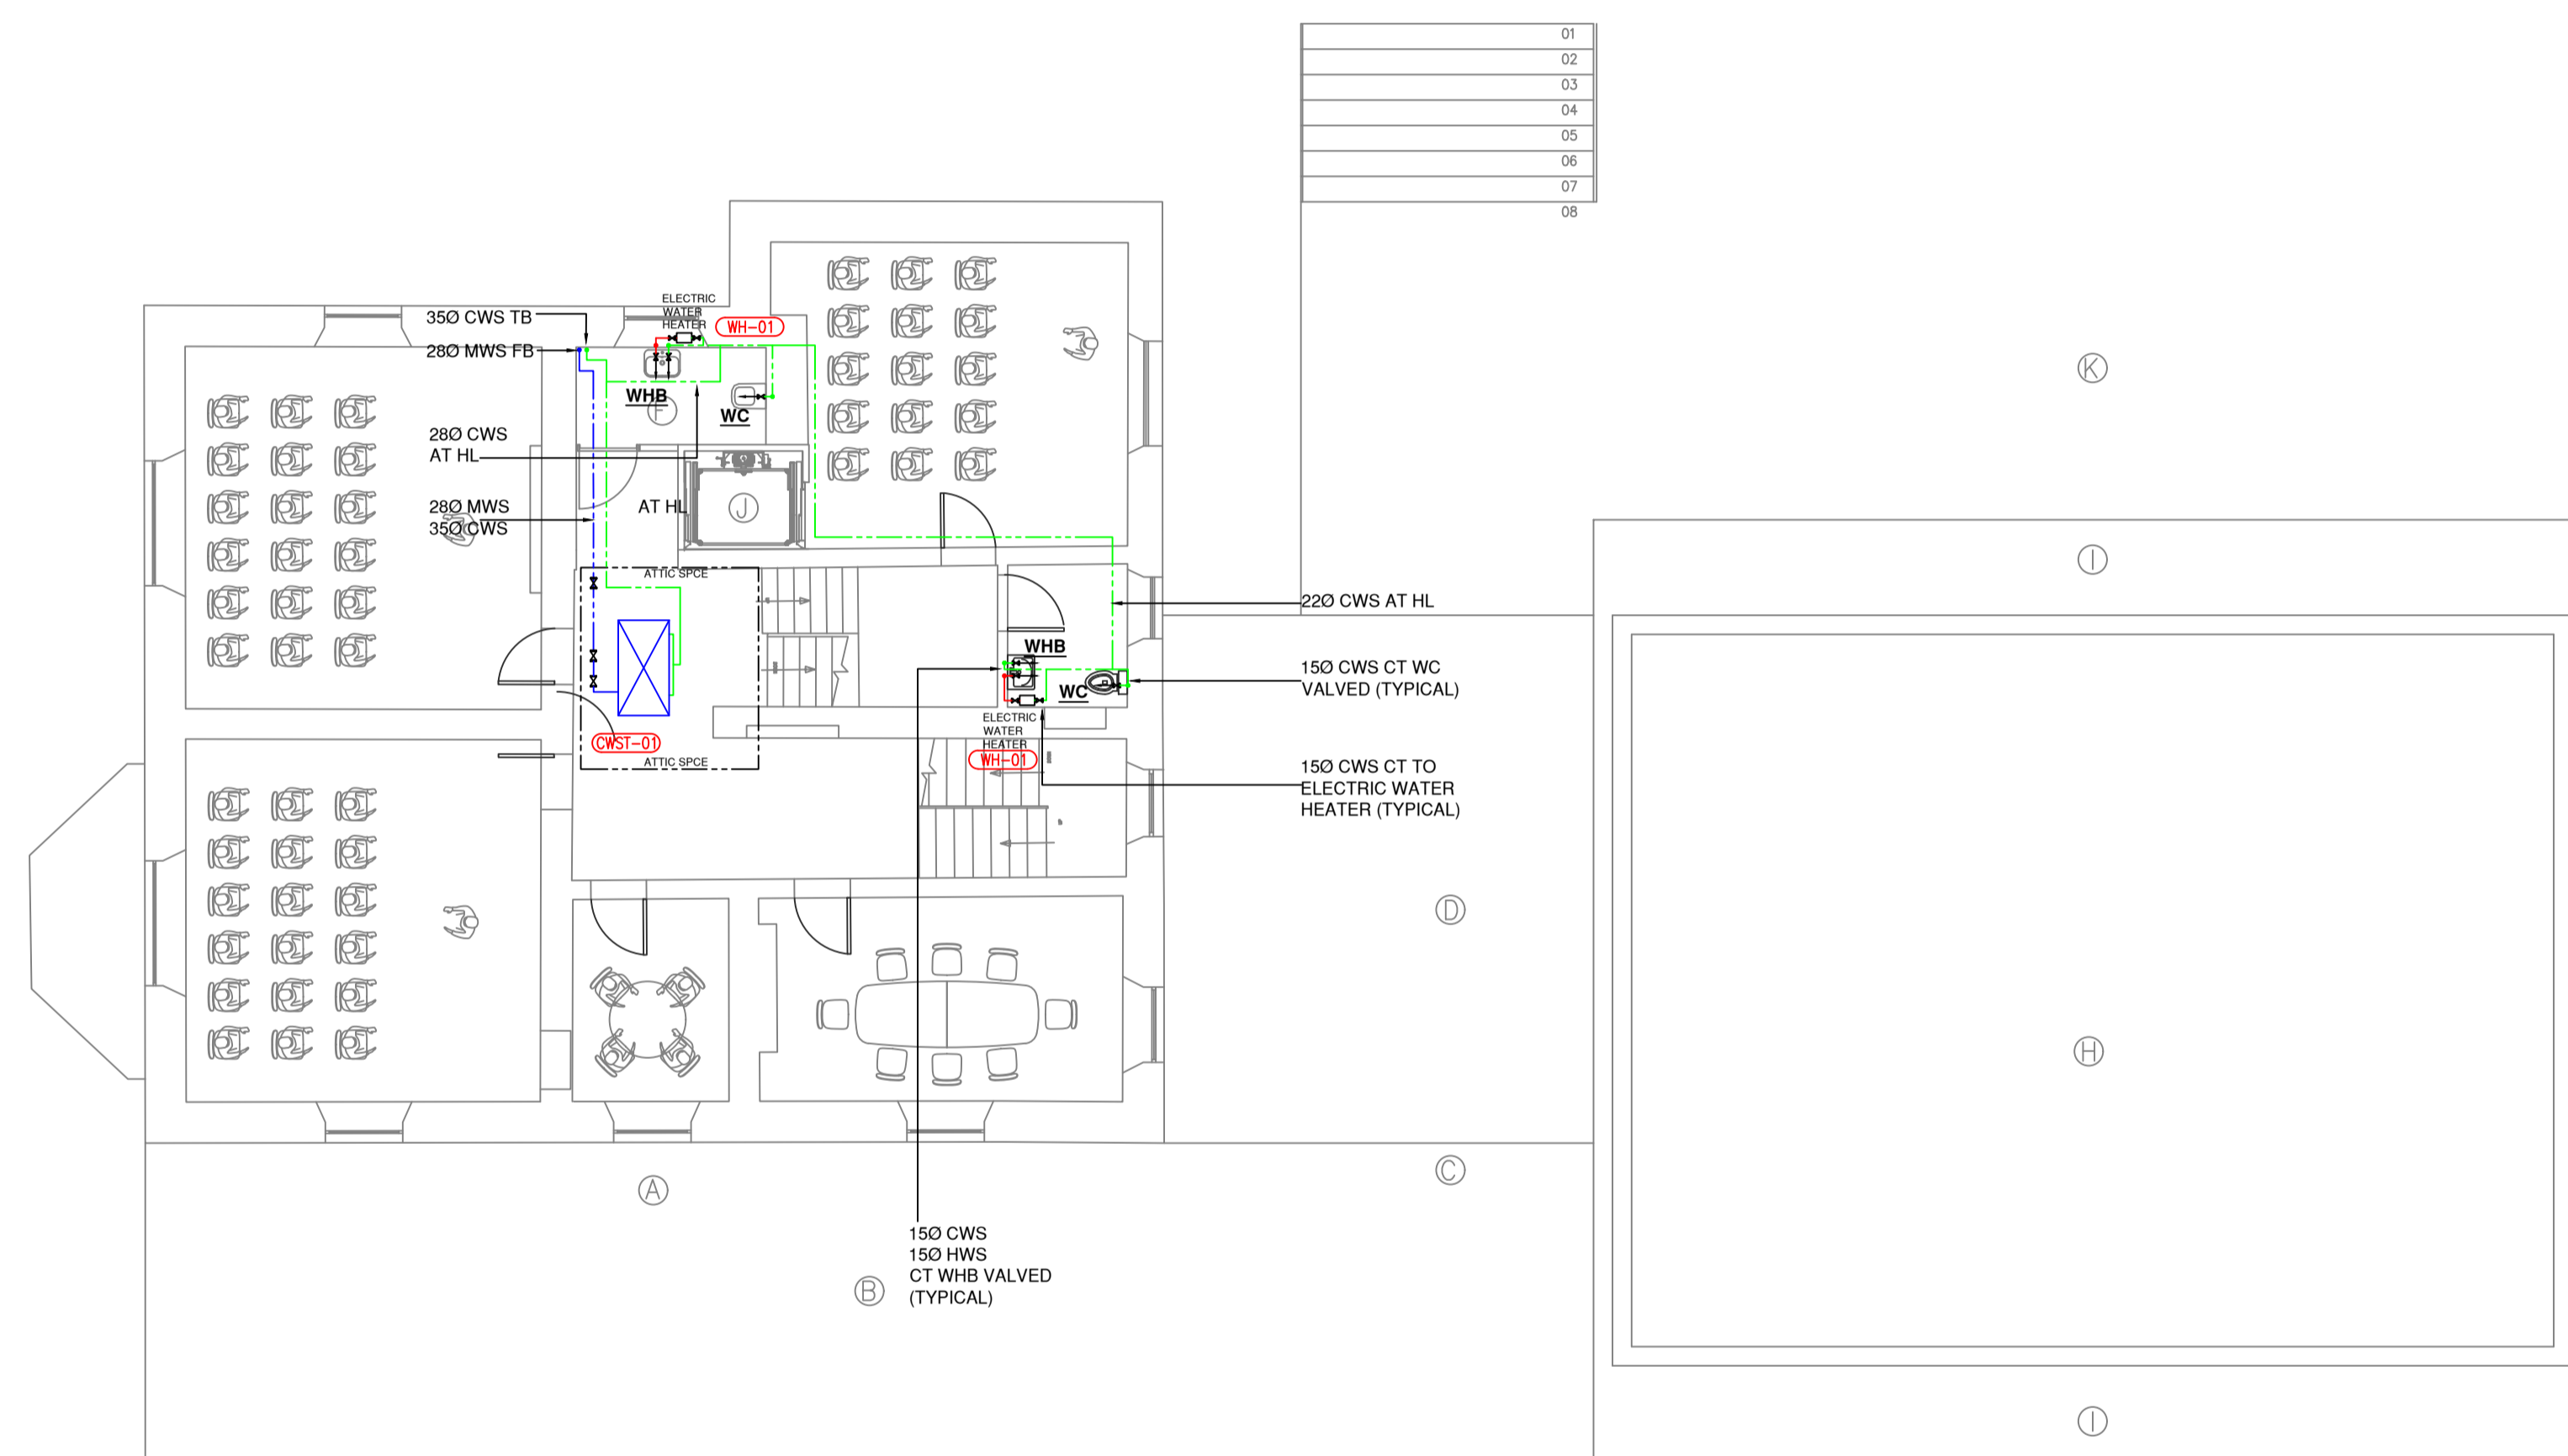 01
02
03
04
05
06
07
08
ELECTRIC
WATER
HEATER
WH-01
35Ø CWS TB
28Ø MWS FB
K
WHB
F
WC
28Ø CWS
AT HL
28Ø MWS
35Ø CWS
AT HL
J
I
ATTIC SPCE
22Ø CWS AT HL
WHB
15Ø CWS CT WC
VALVED (TYPICAL)
WC
ELECTRIC
WATER
HEATER
WH-01
CWST-01
ATTIC SPCE
15Ø CWS CT TO
ELECTRIC WATER
HEATER (TYPICAL)
D
H
C
A
15Ø CWS
15Ø HWS
CT WHB VALVED
(TYPICAL)
B
I